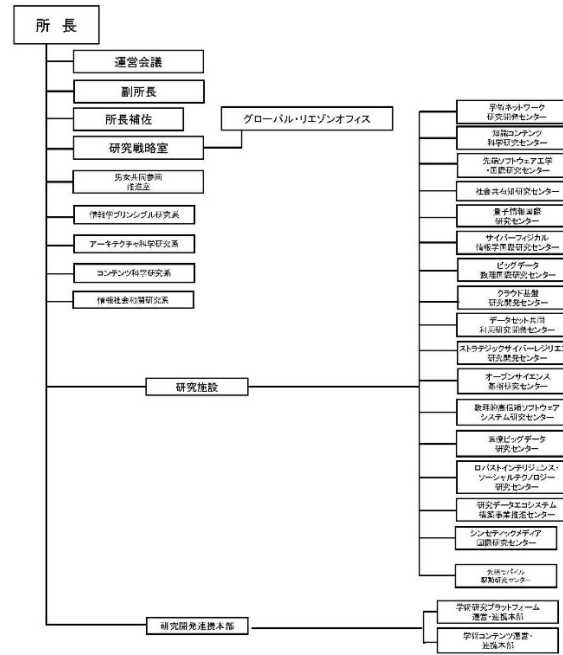 所 長
運営会議
副所長
所長補佐
研究戦略室
グローバル・リエゾンオフィス
男女共同参画
推進室
情報学プリンシプル研究系
アーキテクチャ科学研究系
コンテンツ科学研究系
情報社会相関研究系
研究施設
学術ネットワーク
研究開発センター
知能コンテンツ
科学研究センター
先端ソフトウェア工学
・国際研究センター
社会共有知研究センター
量子情報国際
研究センター
サイバーフィジカル
情報学国際研究センター
ビッグデータ
数理国際研究センター
クラウド基盤
研究開発センター
データセット共同
利用研究開発センター
ストラテジックサイバーレジリエンス
研究開発センター
オープンサイエンス
基盤研究センター
数理的高信頼ソフトウェア
システム研究センター
医療ビッグデータ
研究センター
ロバストインテリジェンス・
ソーシャルテクノロジー
研究センター
研究データエコシステム
構築事業推進センター
シンセティックメディア
国際研究センター
先端モバイル
駆動研究センター
研究開発連携本部
学術研究プラットフォーム
運営・連携本部
学術コンテンツ運営・
連携本部